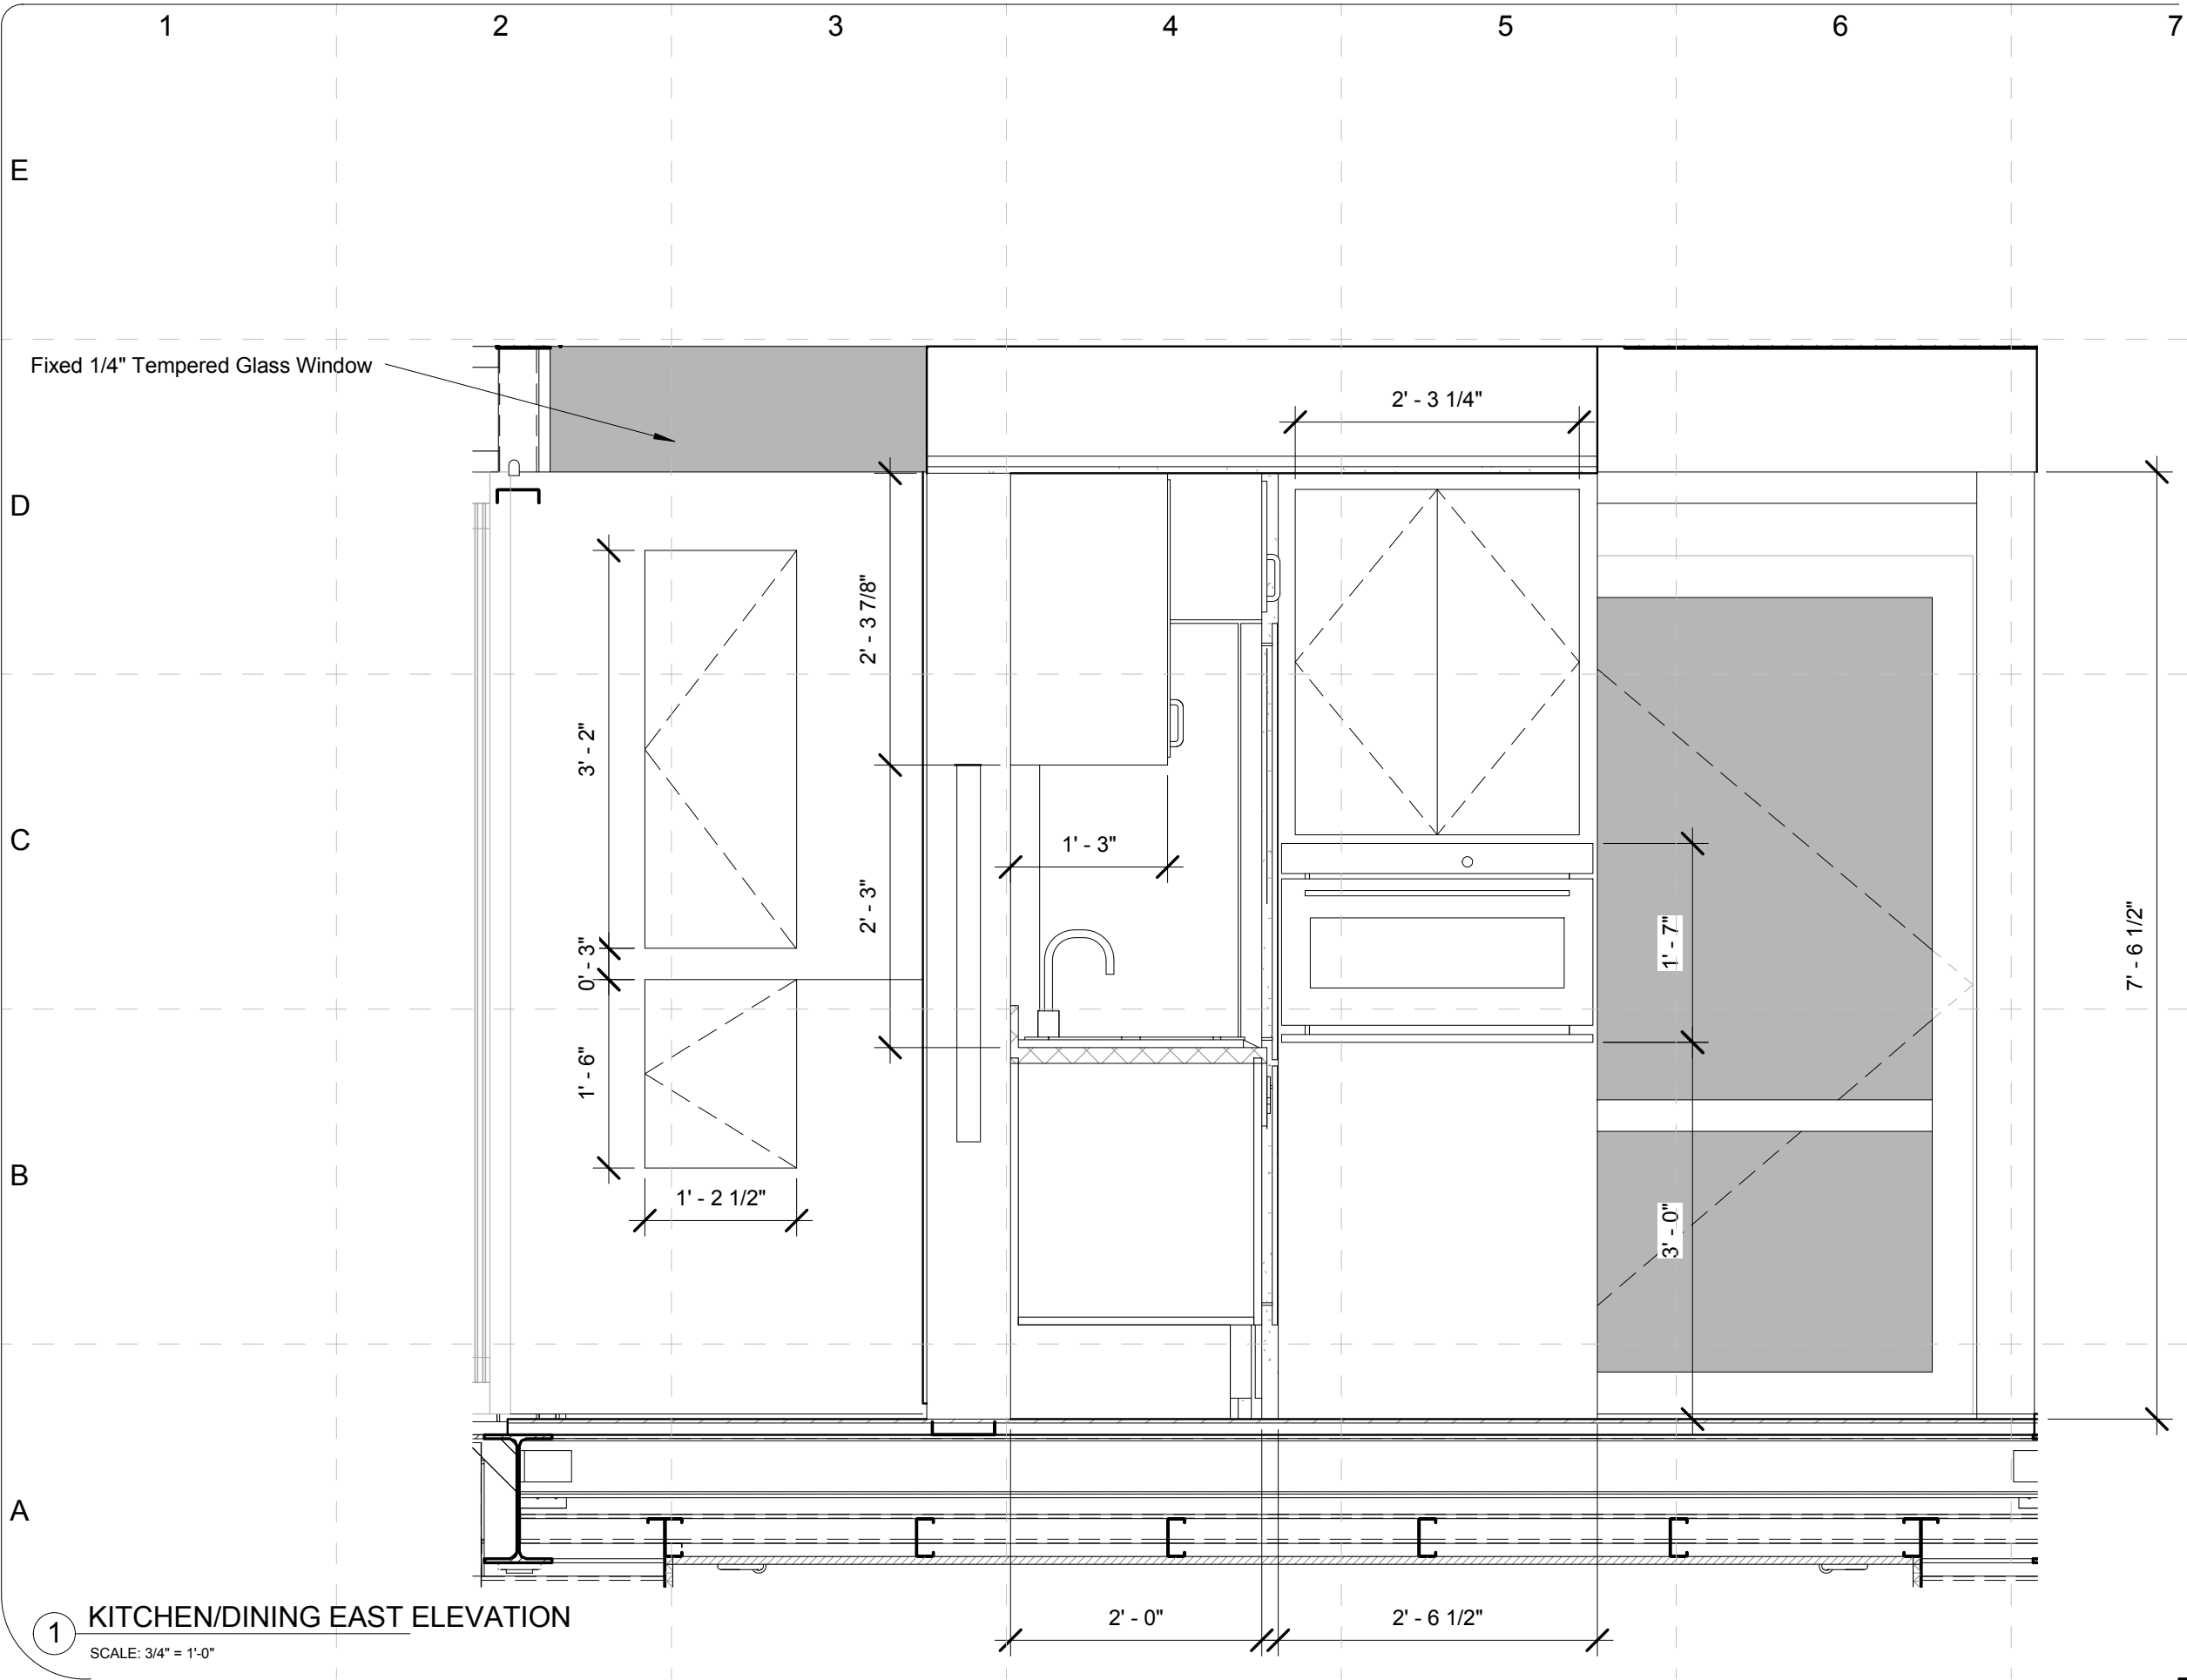 1 2 3 4 5 6 7
E
Fixed 1/4" Tempered Glass Window
2' - 3 1/4"
D
2' - 3 7/8"
3' - 2"
C
1' - 3"
2' - 3"
1' - 7"
7' - 6 1/2"
0' - 3"
1' - 6"
B
1' - 2 1/2"
3' - 0"
A
2' - 0"
2' - 6 1/2"
1 KITCHEN/DINING EAST ELEVATION
SCALE: 3/4" = 1'-0"